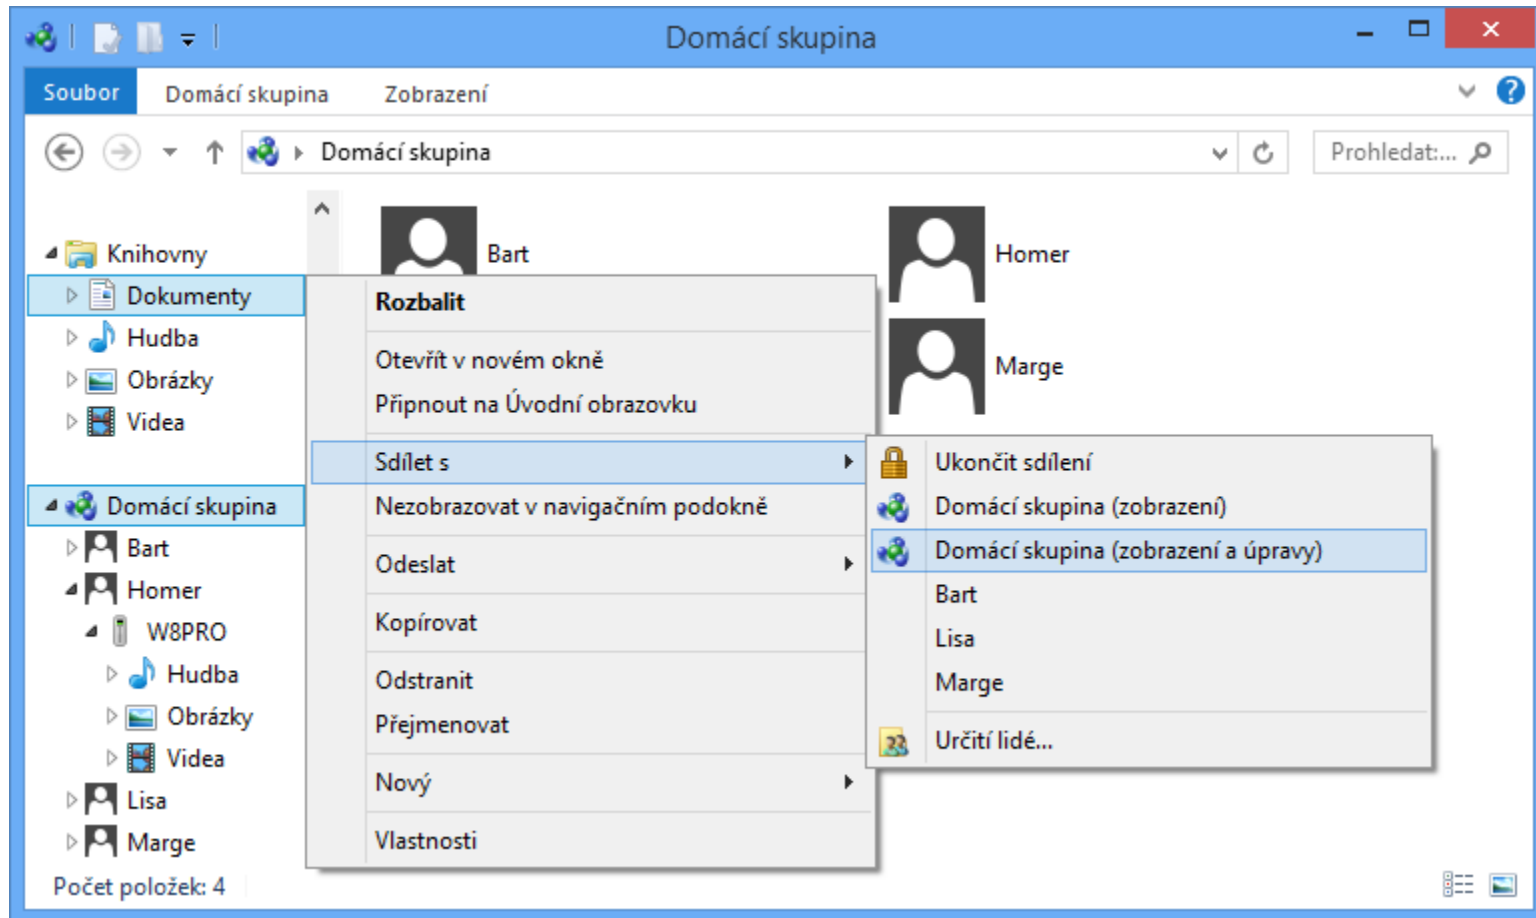 Domácí skupina
Soubor Domácí skupina Zobrazení
Domácí skupina Prohledat:...
Knihovny
Dokumenty
Hudba
Obrázky
Videa
Domácí skupina
Bart
Homer
W8PRO
Hudba
Obrázky
Videa
Lisa
Marge
Bart
Homer
Marge
Rozbalit
Otevřít v novém okně
Připnout na Úvodní obrazovku
Sdílet s
Nezobrazovat v navigačním podokně
Odeslat
Kopírovat
Odstranit
Přejmenovat
Nový
Vlastnosti
Ukončit sdílení
Domácí skupina (zobrazení)
Domácí skupina (zobrazení a úpravy)
Bart
Lisa
Marge
Určití lidé...
Počet položek: 4